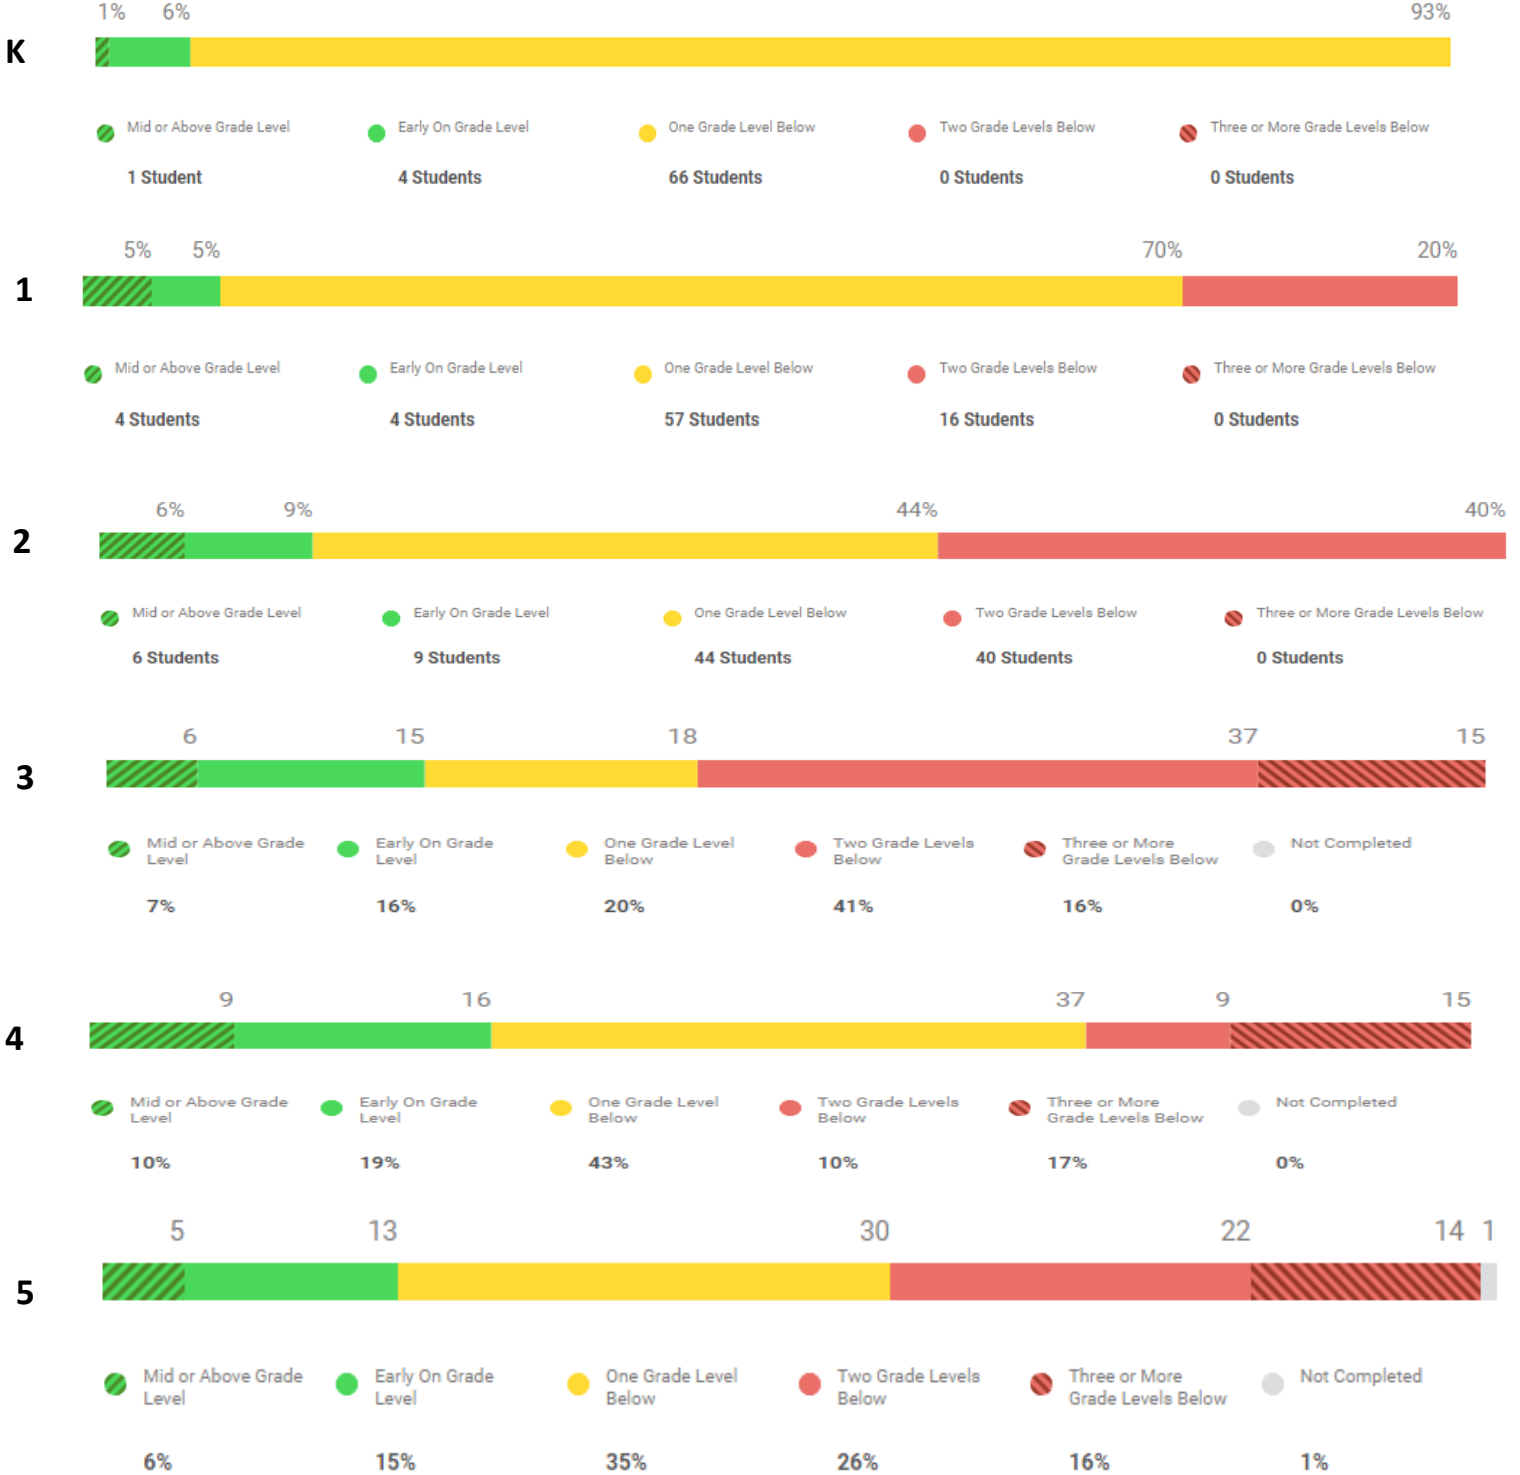 1% 6% 93%
K
Mid or Above Grade Level Early On Grade Level One Grade Level Below Two Grade Levels Below Three or More Grade Levels Below
1 Student 4 Students 66 Students 0 Students 0 Students
5% 5% 70% 20%
1
Mid or Above Grade Level Early On Grade Level One Grade Level Below Two Grade Levels Below Three or More Grade Levels Below
4 Students 4 Students 57 Students 16 Students 0 Students
6% 9% 44% 40%
2
Mid or Above Grade Level Early On Grade Level One Grade Level Below Two Grade Levels Below Three or More Grade Levels Below
6 Students 9 Students 44 Students 40 Students 0 Students
6 15 18 37 15
3
Mid or Above Grade Early On Grade One Grade Level Two Grade Levels Three or More Not Completed
Level Level Below Below Grade Levels Below
7% 16% 20% 41% 16% 0%
9 16 37 9 15
4
Mid or Above Grade Early On Grade One Grade Level Two Grade Levels Three or More Not Completed
Level Level Below Below Grade Levels Below
10% 19% 43% 10% 17% 0%
5 13 30 22 14 1
5
Mid or Above Grade Early On Grade One Grade Level Two Grade Levels Three or More Not Completed
Level Level Below Below Grade Levels Below
6% 15% 35% 26% 16% 1%